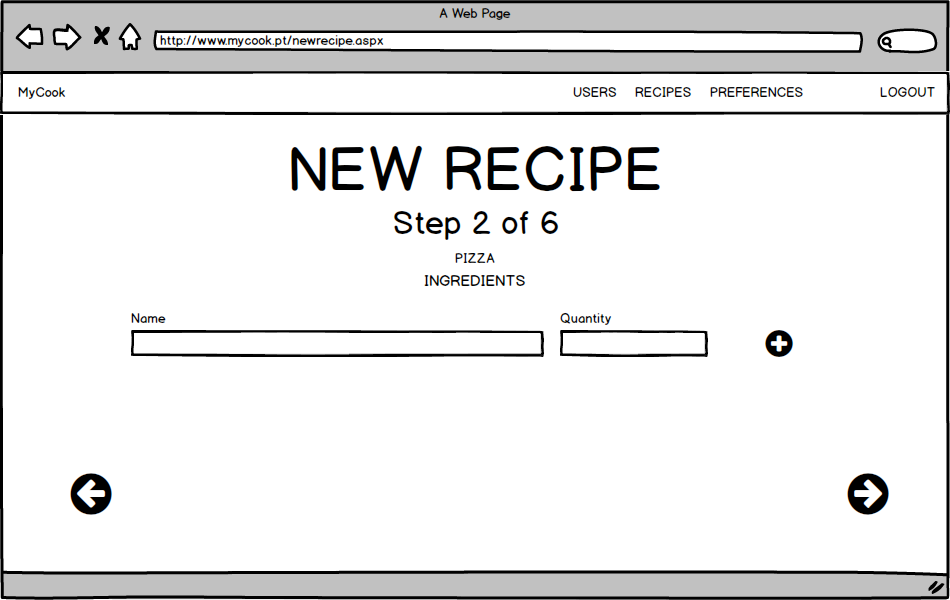 A Web Page
http://www.mycook.pt/newrecipe.aspx
MyCook USERS RECIPES PREFERENCES LOGOUT
NEW RECIPE
Step 2 of 6
PIZZA
INGREDIENTS
Name Quantity